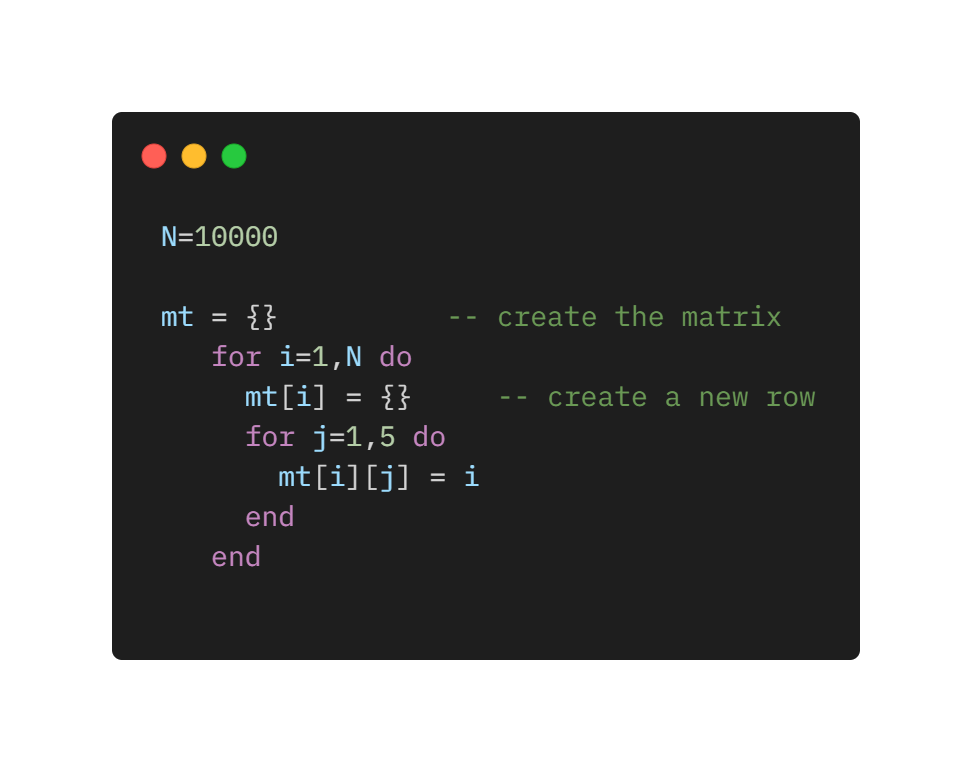 N=10000
mt = {}          -- create the matrix
   for i=1,N do
     mt[i] = {}     -- create a new row
     for j=1,5 do
       mt[i][j] = i
     end
   end